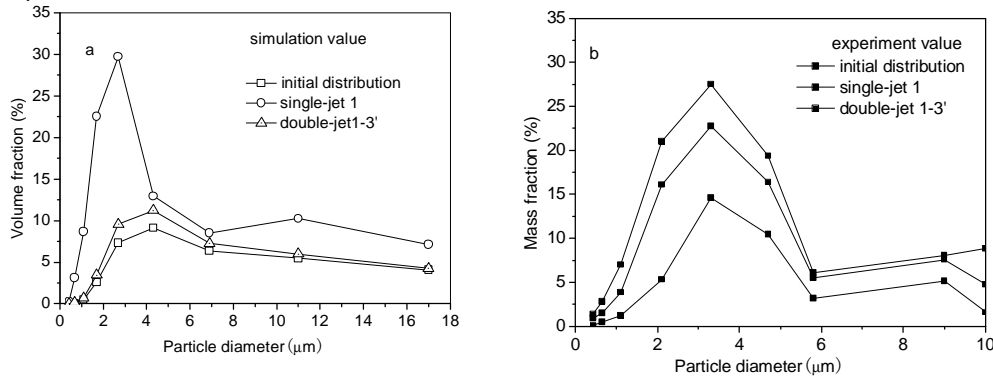 a
simulation value
initial distribution
single-jet 1
double-jet1-3'
Volume fraction (%)
35
30
25
20
15
10
5
0
0 2 4 6 8 10 12 14 16 18
Particle diameter(μm)
b
experiment value
initial distribution
single-jet 1
double-jet 1-3'
Mass fraction (%)
35
30
25
20
15
10
5
0
0 2 4 6 8 10
Particle diameter(μm)